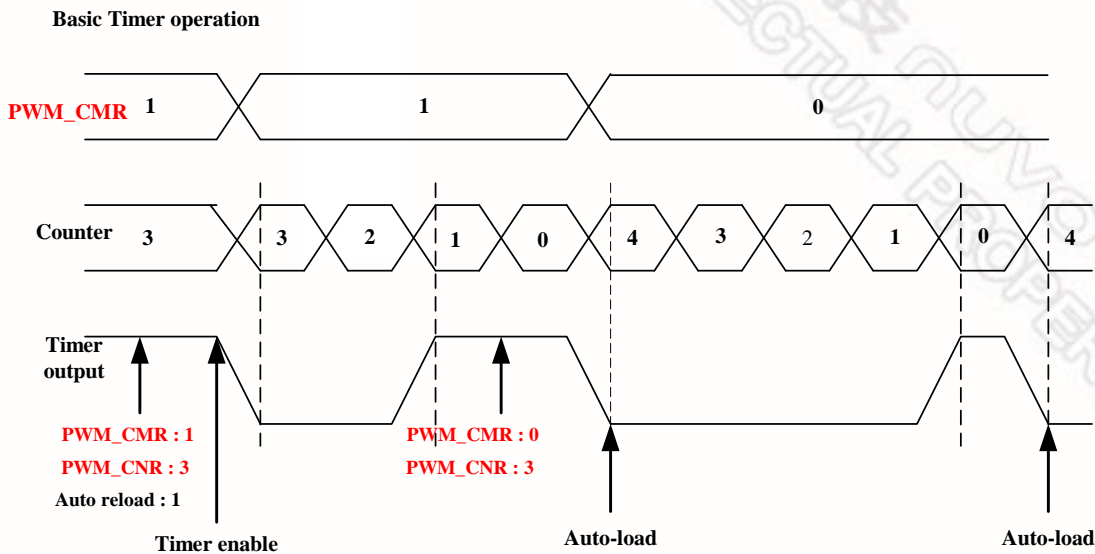 Basic Timer operation
PWM_CMR 1 1 0
Counter 3 3 2 1 0 4 3 2 1 0 4
Timer
output
PWM_CMR : 1 PWM_CMR : 0
PWM_CNR : 3 PWM_CNR : 3
Auto reload : 1
Timer enable Auto-load Auto-load